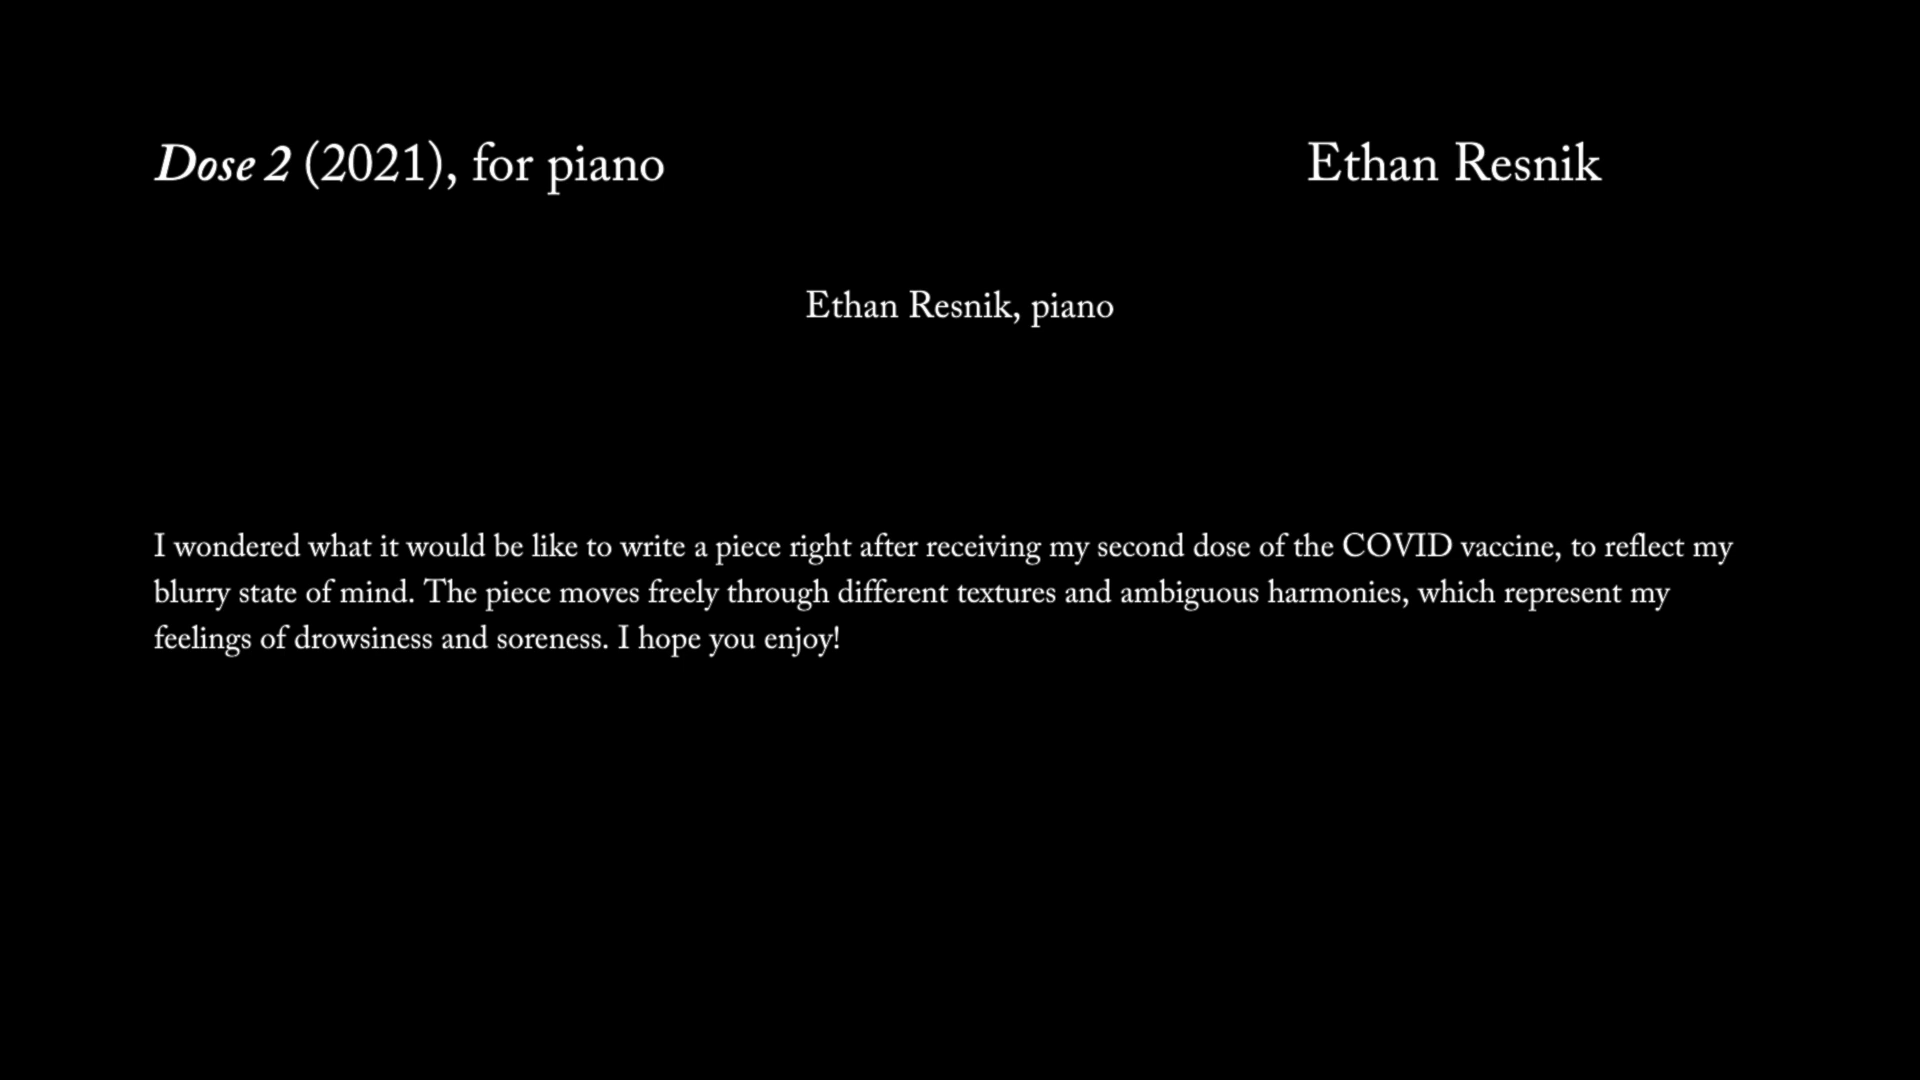 Dose 2 (2021), for piano
Ethan Resnik
Ethan Resnik, piano
I wondered what it would be like to write a piece right after receiving my second dose of the COVID vaccine, to reflect my
blurry state of mind. The piece moves freely through different textures and ambiguous harmonies, which represent my
feelings of drowsiness and soreness. I hope you enjoy!